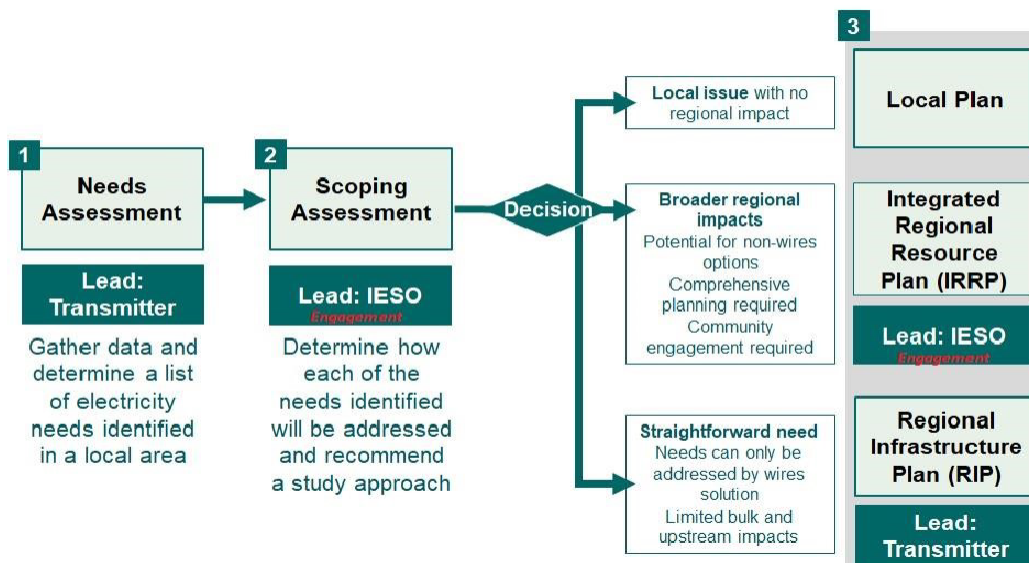 1
Needs
Assessment
Lead:
Transmitter
Gather data and
determine a list
of electricity
needs identified
in a local area
2
Scoping
Assessment
Lead: IESO
Engagement
Determine how
each of the
needs identified
will be addressed
and recommend
a study approach
Decision
Local issue with no
regional impact
Broader regional
impacts
Potential for non-wires
options
Comprehensive
planning required
Community
engagement required
Straightforward need
Needs can only be
addressed by wires
solution
Limited bulk and
upstream impacts
3
Local Plan
Integrated
Regional
Resource
Plan (IRRP)
Lead: IESO
Engagement
Regional
Infrastructure
Plan (RIP)
Lead:
Transmitter